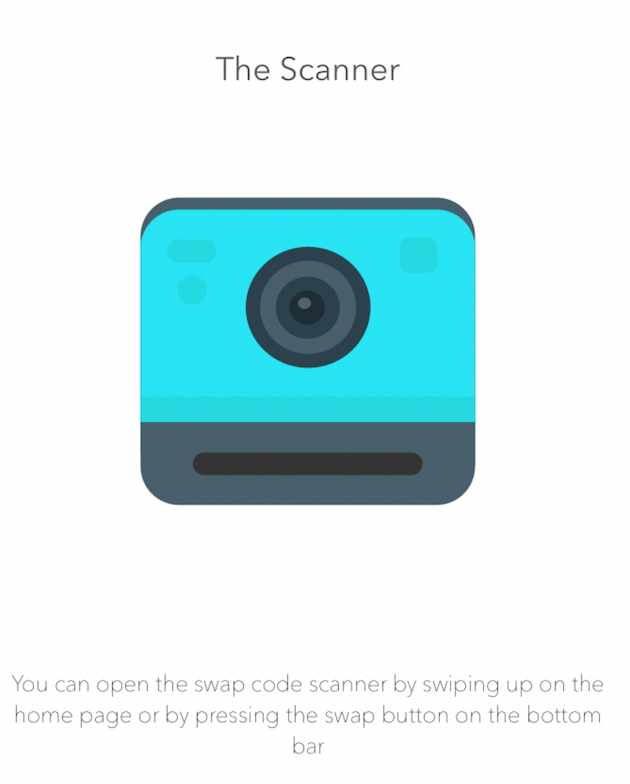 The Scanner
You can open the swap code scanner by swiping up on the
home page or by pressing the swap button on the bottom
bar